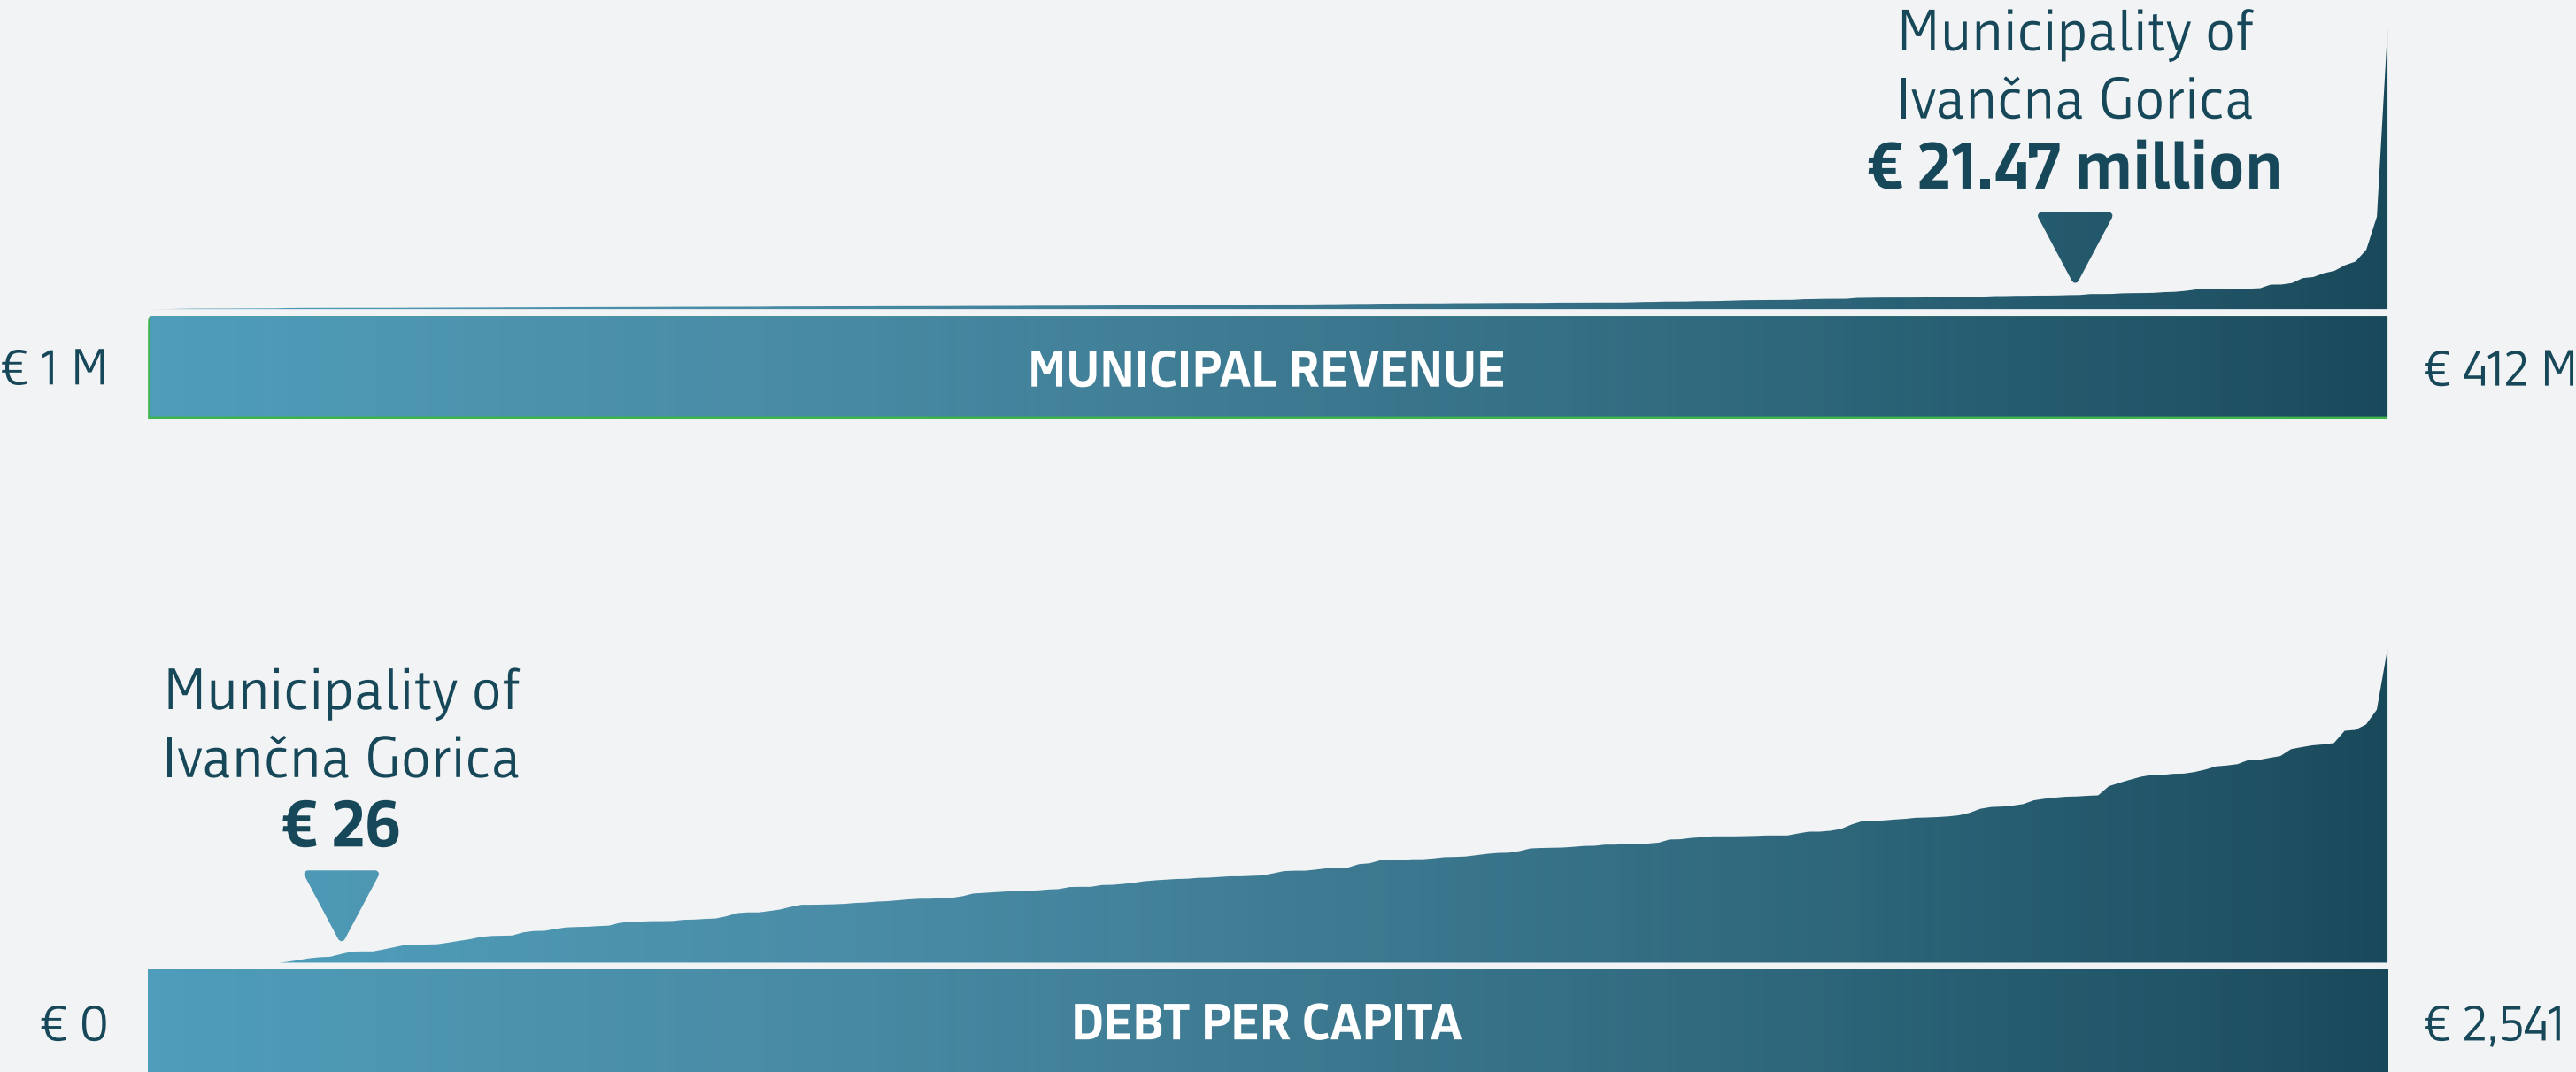 Municipality of
Ivančna Gorica
€ 21.47 million
€ 1 M
MUNICIPAL REVENUE
€ 412 M
Municipality of
Ivančna Gorica
€ 26
€ 0
DEBT PER CAPITA
€ 2,541